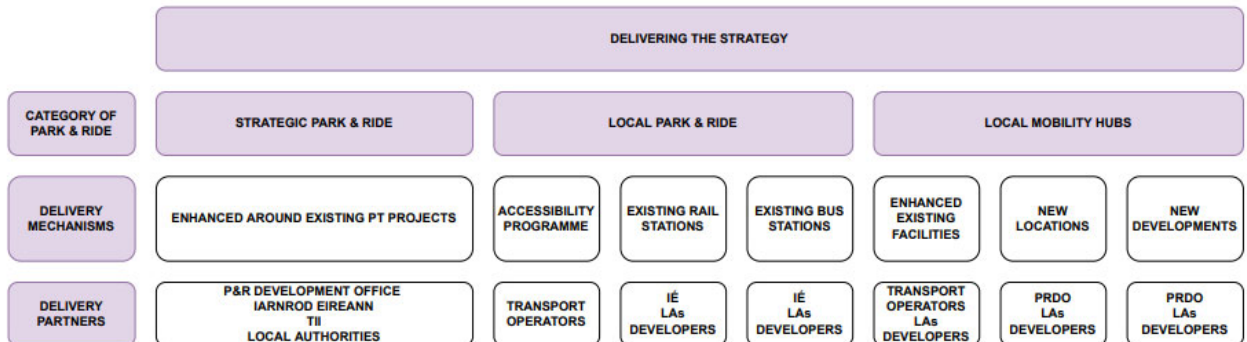 DELIVERING THE STRATEGY
CATEGORY OF
PARK & RIDE
STRATEGIC PARK & RIDE
LOCAL PARK & RIDE
LOCAL MOBILITY HUBS
DELIVERY
MECHANISMS
ENHANCED AROUND EXISTING PT PROJECTS
ACCESSIBILITY
PROGRAMME
EXISTING RAIL
STATIONS
EXISTING BUS
STATIONS
ENHANCED
EXISTING
FACILITIES
NEW
LOCATIONS
NEW
DEVELOPMENTS
DELIVERY
PARTNERS
P&R DEVELOPMENT OFFICE
IARNROD EIREANN
TII
LOCAL AUTHORITIES
TRANSPORT
OPERATORS
IÉ
LAs
DEVELOPERS
IÉ
LAs
DEVELOPERS
TRANSPORT
OPERATORS
LAs
DEVELOPERS
PRDO
LAs
DEVELOPERS
PRDO
LAs
DEVELOPERS